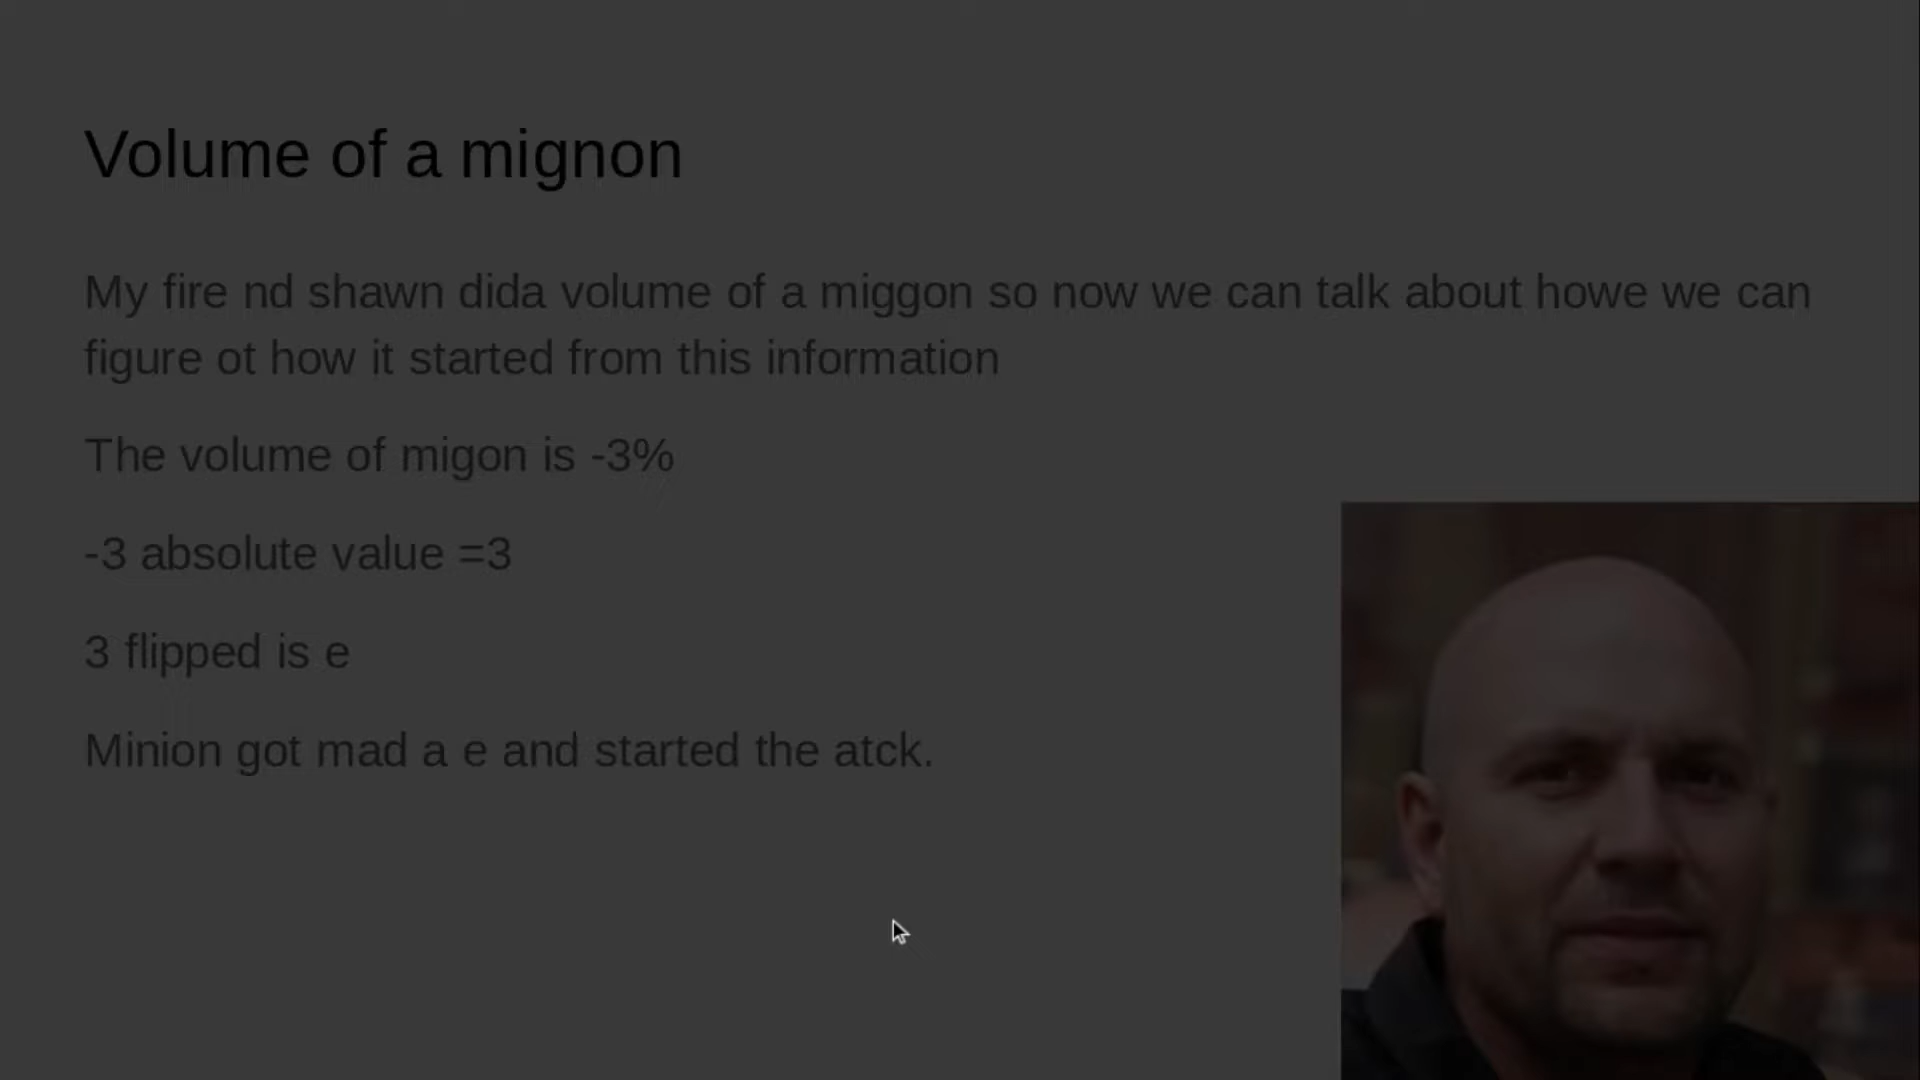 Volume of a mignon
My fire nd shawn dida volume of a miggon so now we can talk about howe we can
figure ot how it started from this information
The volume of migon is -3%
-3 absolute value =3
3 flipped is e
Minion got mad a e and started the atck.